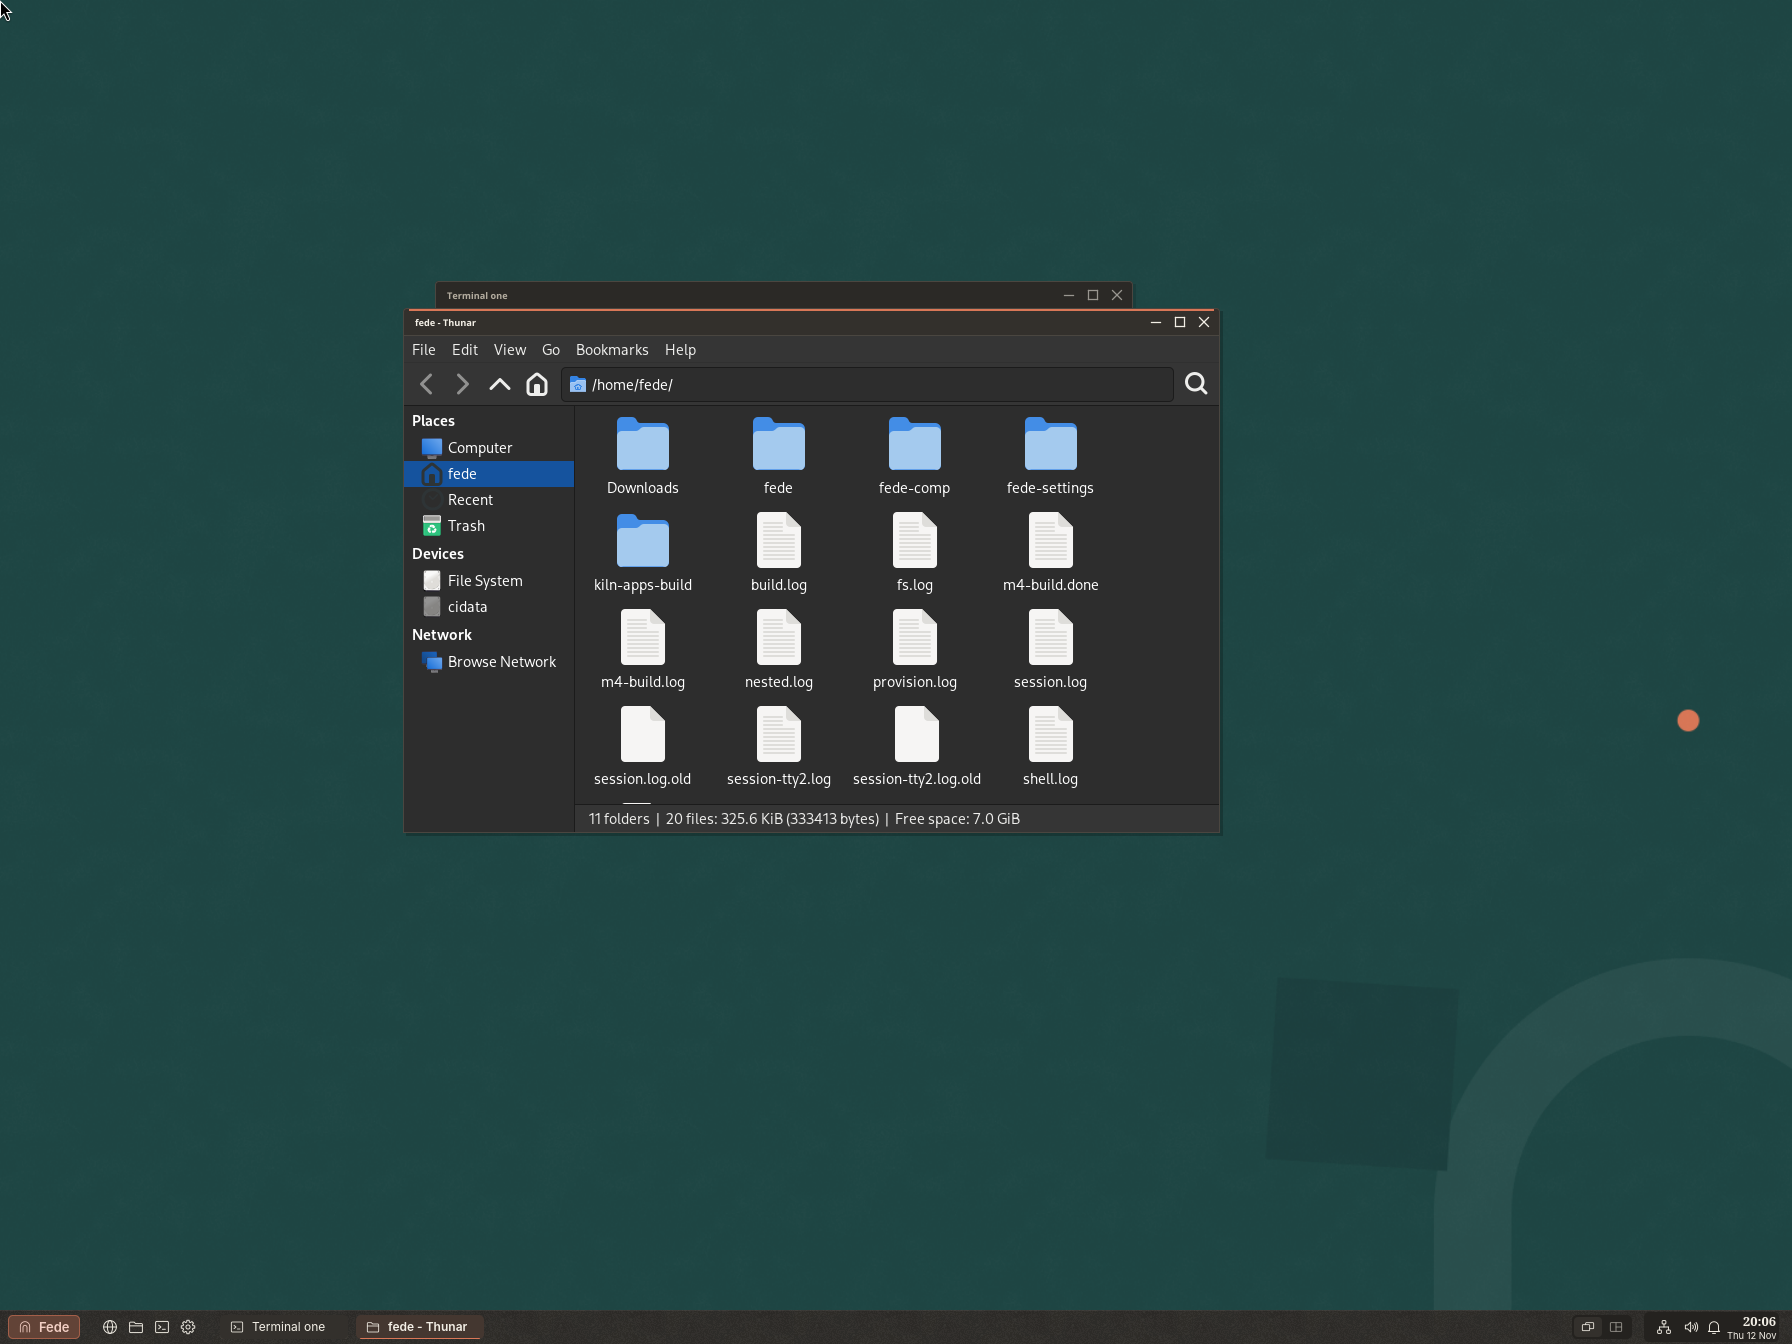 Terminal one
fede - Thunar
File Edit View Go Bookmarks Help
/home/fede/
Places
Computer
fede
Recent
Trash
Devices
File System
cidata
Network
Browse Network
Downloads fede fede-comp fede-settings
kiln-apps-build build.log fs.log m4-build.done
m4-build.log nested.log provision.log session.log
session.log.old session-tty2.log session-tty2.log.old shell.log
11 folders | 20 files: 325.6 KiB (333413 bytes) | Free space: 7.0 GiB
Fede Terminal one fede - Thunar 20:06
Thu 12 Nov